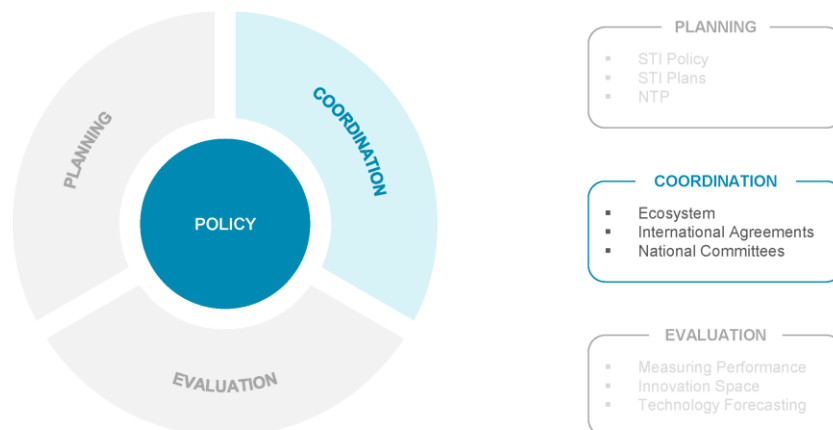 PLANNING
COORDINATION
POLICY
EVALUATION
PLANNING
▪ STI Policy
▪ STI Plans
▪ NTP
COORDINATION
▪ Ecosystem
▪ International Agreements
▪ National Committees
EVALUATION
▪ Measuring Performance
▪ Innovation Space
▪ Technology Forecasting